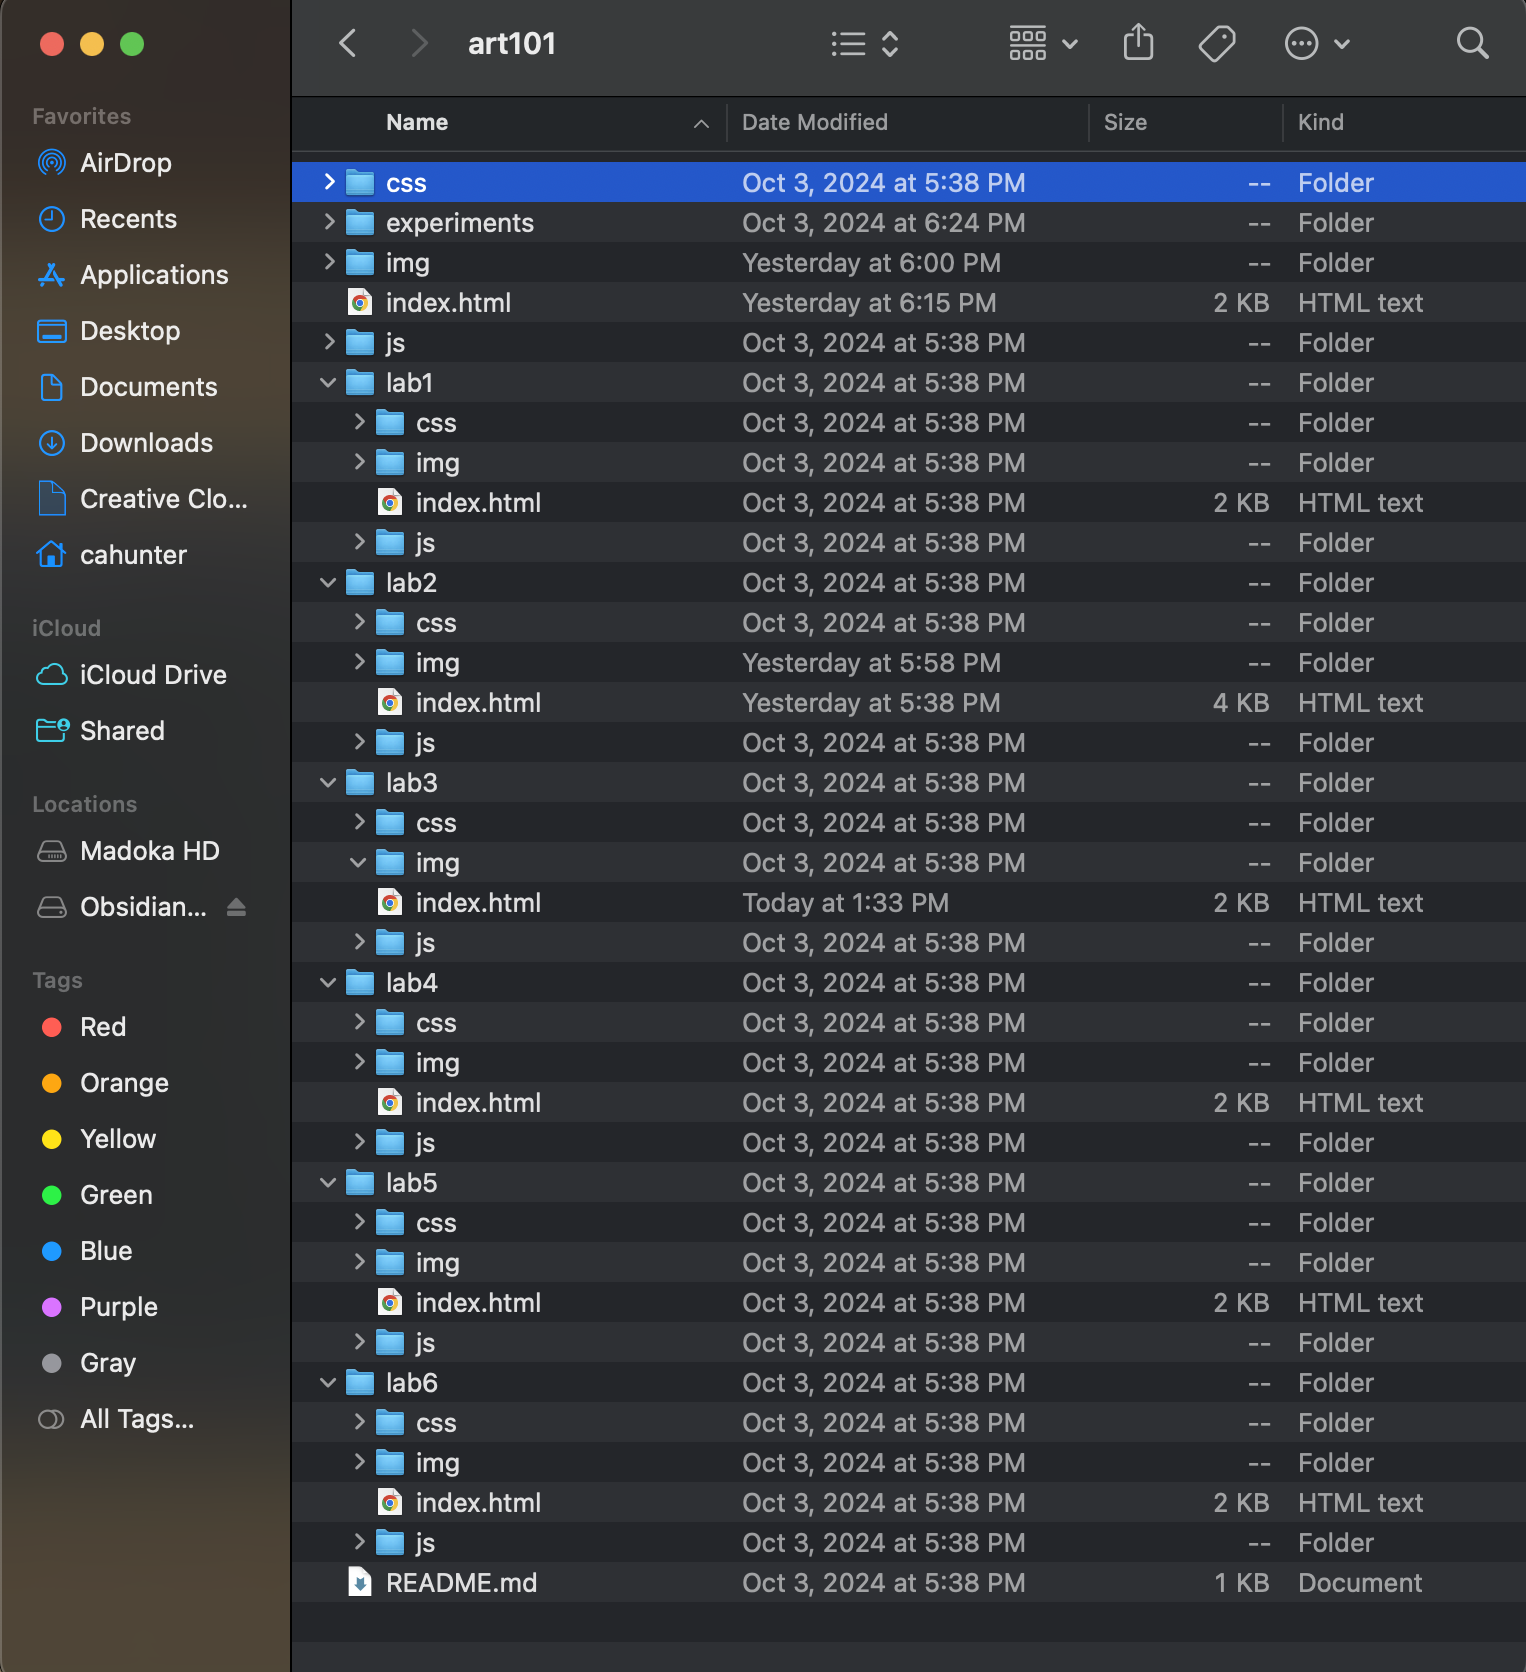 art101
Favorites
AirDrop
Recents
Applications
Desktop
Documents
Downloads
Creative Clo...
cahunter
iCloud
iCloud Drive
Shared
Locations
Madoka HD
Obsidian...
Tags
Red
Orange
Yellow
Green
Blue
Purple
Gray
All Tags...
Name Date Modified Size Kind
css Oct 3, 2024 at 5:38 PM -- Folder
experiments Oct 3, 2024 at 6:24 PM -- Folder
img Yesterday at 6:00 PM -- Folder
index.html Yesterday at 6:15 PM 2 KB HTML text
js Oct 3, 2024 at 5:38 PM -- Folder
lab1 Oct 3, 2024 at 5:38 PM -- Folder
css Oct 3, 2024 at 5:38 PM -- Folder
img Oct 3, 2024 at 5:38 PM -- Folder
index.html Oct 3, 2024 at 5:38 PM 2 KB HTML text
js Oct 3, 2024 at 5:38 PM -- Folder
lab2 Oct 3, 2024 at 5:38 PM -- Folder
css Oct 3, 2024 at 5:38 PM -- Folder
img Yesterday at 5:58 PM -- Folder
index.html Yesterday at 5:38 PM 4 KB HTML text
js Oct 3, 2024 at 5:38 PM -- Folder
lab3 Oct 3, 2024 at 5:38 PM -- Folder
css Oct 3, 2024 at 5:38 PM -- Folder
img Oct 3, 2024 at 5:38 PM -- Folder
index.html Today at 1:33 PM 2 KB HTML text
js Oct 3, 2024 at 5:38 PM -- Folder
lab4 Oct 3, 2024 at 5:38 PM -- Folder
css Oct 3, 2024 at 5:38 PM -- Folder
img Oct 3, 2024 at 5:38 PM -- Folder
index.html Oct 3, 2024 at 5:38 PM 2 KB HTML text
js Oct 3, 2024 at 5:38 PM -- Folder
lab5 Oct 3, 2024 at 5:38 PM -- Folder
css Oct 3, 2024 at 5:38 PM -- Folder
img Oct 3, 2024 at 5:38 PM -- Folder
index.html Oct 3, 2024 at 5:38 PM 2 KB HTML text
js Oct 3, 2024 at 5:38 PM -- Folder
lab6 Oct 3, 2024 at 5:38 PM -- Folder
css Oct 3, 2024 at 5:38 PM -- Folder
img Oct 3, 2024 at 5:38 PM -- Folder
index.html Oct 3, 2024 at 5:38 PM 2 KB HTML text
js Oct 3, 2024 at 5:38 PM -- Folder
README.md Oct 3, 2024 at 5:38 PM 1 KB Document